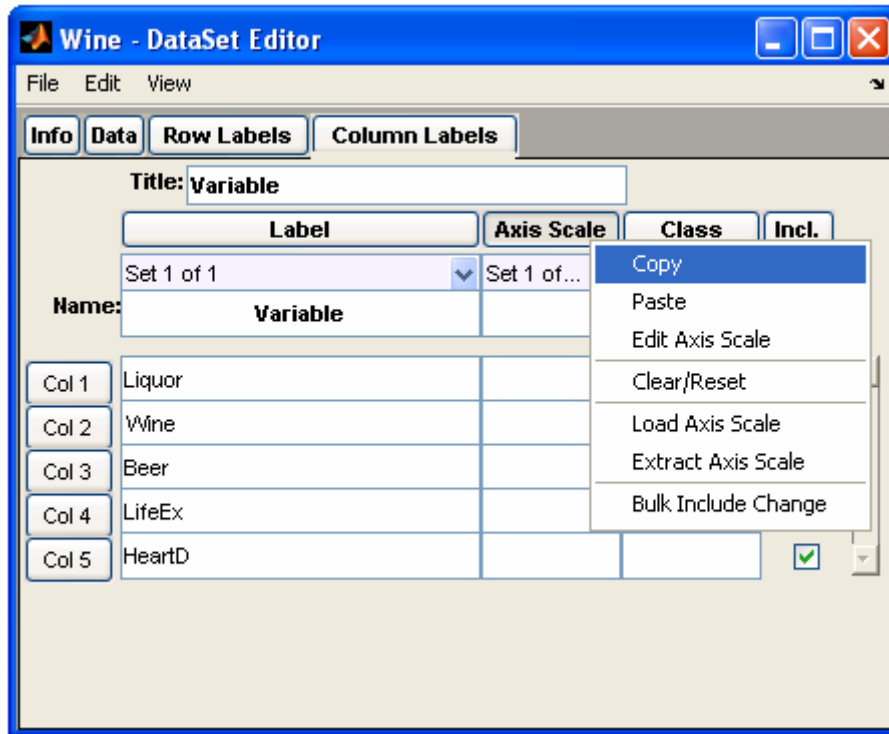 Wine - DataSet Editor
File Edit View
Info Data Row Labels Column Labels
Title: Variable
Label Axis Scale Class Incl.
Set 1 of 1 Set 1 of...
Name: Variable
Copy
Paste
Edit Axis Scale
Clear/Reset
Load Axis Scale
Extract Axis Scale
Bulk Include Change
Col 1 Liquor
Col 2 Wine
Col 3 Beer
Col 4 LifeEx
Col 5 HeartD